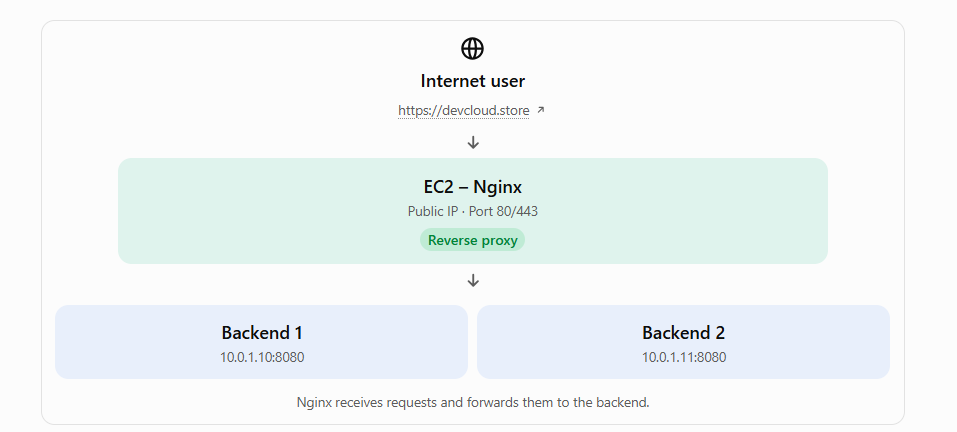 Internet user
https://devcloud.store ↗
EC2 – Nginx
Public IP · Port 80/443
Reverse proxy
Backend 1
10.0.1.10:8080
Backend 2
10.0.1.11:8080
Nginx receives requests and forwards them to the backend.